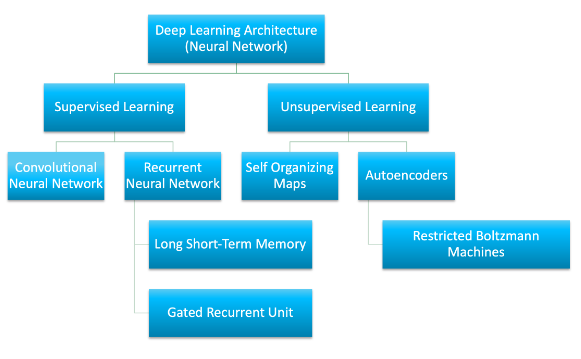 Deep Learning Architecture
(Neural Network)
Supervised Learning
Unsupervised Learning
Convolutional
Neural Network
Recurrent
Neural Network
Self Organizing
Maps
Autoencoders
Long Short-Term Memory
Restricted Boltzmann
Machines
Gated Recurrent Unit